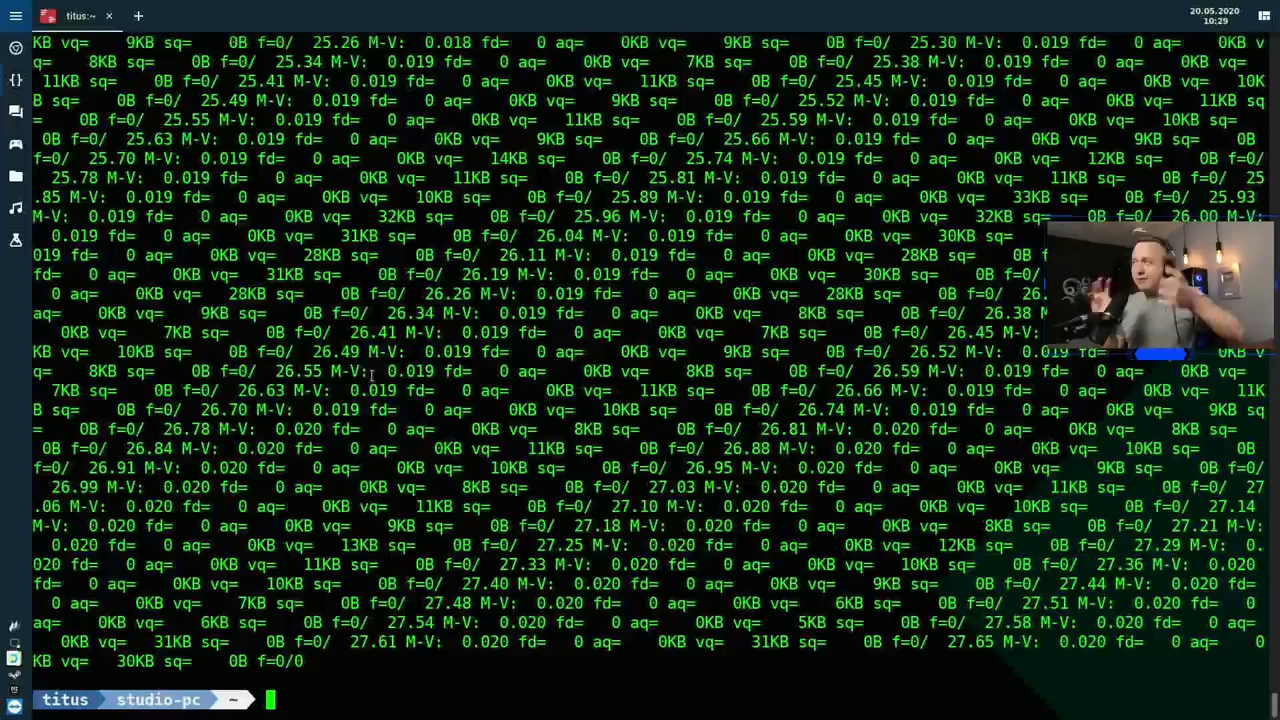 titus:~ × +
20.05.2020
10:29
KB vq= 9KB sq= 0B f=0/ 25.26 M-V: 0.018 fd= 0 aq= 0KB vq= 9KB sq= 0B f=0/ 25.30 M-V: 0.019 fd= 0 aq= 0KB v
q= 8KB sq= 0B f=0/ 25.34 M-V: 0.019 fd= 0 aq= 0KB vq= 7KB sq= 0B f=0/ 25.38 M-V: 0.019 fd= 0 aq= 0KB vq=
11KB sq= 0B f=0/ 25.41 M-V: 0.019 fd= 0 aq= 0KB vq= 11KB sq= 0B f=0/ 25.45 M-V: 0.019 fd= 0 aq= 0KB vq= 10K
B sq= 0B f=0/ 25.49 M-V: 0.019 fd= 0 aq= 0KB vq= 9KB sq= 0B f=0/ 25.52 M-V: 0.019 fd= 0 aq= 0KB vq= 11KB sq
= 0B f=0/ 25.55 M-V: 0.019 fd= 0 aq= 0KB vq= 11KB sq= 0B f=0/ 25.59 M-V: 0.019 fd= 0 aq= 0KB vq= 10KB sq=
0B f=0/ 25.63 M-V: 0.019 fd= 0 aq= 0KB vq= 9KB sq= 0B f=0/ 25.66 M-V: 0.019 fd= 0 aq= 0KB vq= 9KB sq= 0B
f=0/ 25.70 M-V: 0.019 fd= 0 aq= 0KB vq= 14KB sq= 0B f=0/ 25.74 M-V: 0.019 fd= 0 aq= 0KB vq= 12KB sq= 0B f=0/
25.78 M-V: 0.019 fd= 0 aq= 0KB vq= 11KB sq= 0B f=0/ 25.81 M-V: 0.019 fd= 0 aq= 0KB vq= 11KB sq= 0B f=0/ 25
.85 M-V: 0.019 fd= 0 aq= 0KB vq= 10KB sq= 0B f=0/ 25.89 M-V: 0.019 fd= 0 aq= 0KB vq= 33KB sq= 0B f=0/ 25.93
M-V: 0.019 fd= 0 aq= 0KB vq= 32KB sq= 0B f=0/ 25.96 M-V: 0.019 fd= 0 aq= 0KB vq= 32KB sq= 0B f=0/ 26.00 M-V:
0.019 fd= 0 aq= 0KB vq= 31KB sq= 0B f=0/ 26.04 M-V: 0.019 fd= 0 aq= 0KB vq= 30KB sq=
019 fd= 0 aq= 0KB vq= 28KB sq= 0B f=0/ 26.11 M-V: 0.019 fd= 0 aq= 0KB vq= 28KB sq= 0B f
fd= 0 aq= 0KB vq= 31KB sq= 0B f=0/ 26.19 M-V: 0.019 fd= 0 aq= 0KB vq= 30KB sq= 0B f=0/
0 aq= 0KB vq= 28KB sq= 0B f=0/ 26.26 M-V: 0.019 fd= 0 aq= 0KB vq= 28KB sq= 0B f=0/ 26.
aq= 0KB vq= 9KB sq= 0B f=0/ 26.34 M-V: 0.019 fd= 0 aq= 0KB vq= 8KB sq= 0B f=0/ 26.38 M
0KB vq= 7KB sq= 0B f=0/ 26.41 M-V: 0.019 fd= 0 aq= 0KB vq= 7KB sq= 0B f=0/ 26.45 M-V:
KB vq= 10KB sq= 0B f=0/ 26.49 M-V: 0.019 fd= 0 aq= 0KB vq= 9KB sq= 0B f=0/ 26.52 M-V: 0.019 fd= 0 aq= 0KB v
q= 8KB sq= 0B f=0/ 26.55 M-V: 0.019 fd= 0 aq= 0KB vq= 8KB sq= 0B f=0/ 26.59 M-V: 0.019 fd= 0 aq= 0KB vq=
7KB sq= 0B f=0/ 26.63 M-V: 0.019 fd= 0 aq= 0KB vq= 11KB sq= 0B f=0/ 26.66 M-V: 0.019 fd= 0 aq= 0KB vq= 11K
B sq= 0B f=0/ 26.70 M-V: 0.019 fd= 0 aq= 0KB vq= 10KB sq= 0B f=0/ 26.74 M-V: 0.019 fd= 0 aq= 0KB vq= 9KB sq
= 0B f=0/ 26.78 M-V: 0.020 fd= 0 aq= 0KB vq= 8KB sq= 0B f=0/ 26.81 M-V: 0.020 fd= 0 aq= 0KB vq= 8KB sq=
0B f=0/ 26.84 M-V: 0.020 fd= 0 aq= 0KB vq= 11KB sq= 0B f=0/ 26.88 M-V: 0.020 fd= 0 aq= 0KB vq= 10KB sq= 0B
f=0/ 26.91 M-V: 0.020 fd= 0 aq= 0KB vq= 10KB sq= 0B f=0/ 26.95 M-V: 0.020 fd= 0 aq= 0KB vq= 9KB sq= 0B f=0/
26.99 M-V: 0.020 fd= 0 aq= 0KB vq= 8KB sq= 0B f=0/ 27.03 M-V: 0.020 fd= 0 aq= 0KB vq= 11KB sq= 0B f=0/ 27
.06 M-V: 0.020 fd= 0 aq= 0KB vq= 11KB sq= 0B f=0/ 27.10 M-V: 0.020 fd= 0 aq= 0KB vq= 10KB sq= 0B f=0/ 27.14
M-V: 0.020 fd= 0 aq= 0KB vq= 9KB sq= 0B f=0/ 27.18 M-V: 0.020 fd= 0 aq= 0KB vq= 8KB sq= 0B f=0/ 27.21 M-V:
0.020 fd= 0 aq= 0KB vq= 13KB sq= 0B f=0/ 27.25 M-V: 0.020 fd= 0 aq= 0KB vq= 12KB sq= 0B f=0/ 27.29 M-V: 0.
020 fd= 0 aq= 0KB vq= 11KB sq= 0B f=0/ 27.33 M-V: 0.020 fd= 0 aq= 0KB vq= 10KB sq= 0B f=0/ 27.36 M-V: 0.020
fd= 0 aq= 0KB vq= 10KB sq= 0B f=0/ 27.40 M-V: 0.020 fd= 0 aq= 0KB vq= 9KB sq= 0B f=0/ 27.44 M-V: 0.020 fd=
0 aq= 0KB vq= 7KB sq= 0B f=0/ 27.48 M-V: 0.020 fd= 0 aq= 0KB vq= 6KB sq= 0B f=0/ 27.51 M-V: 0.020 fd= 0
aq= 0KB vq= 6KB sq= 0B f=0/ 27.54 M-V: 0.020 fd= 0 aq= 0KB vq= 5KB sq= 0B f=0/ 27.58 M-V: 0.020 fd= 0 aq=
0KB vq= 31KB sq= 0B f=0/ 27.61 M-V: 0.020 fd= 0 aq= 0KB vq= 31KB sq= 0B f=0/ 27.65 M-V: 0.020 fd= 0 aq= 0
KB vq= 30KB sq= 0B f=0/0
titus studio-pc ~